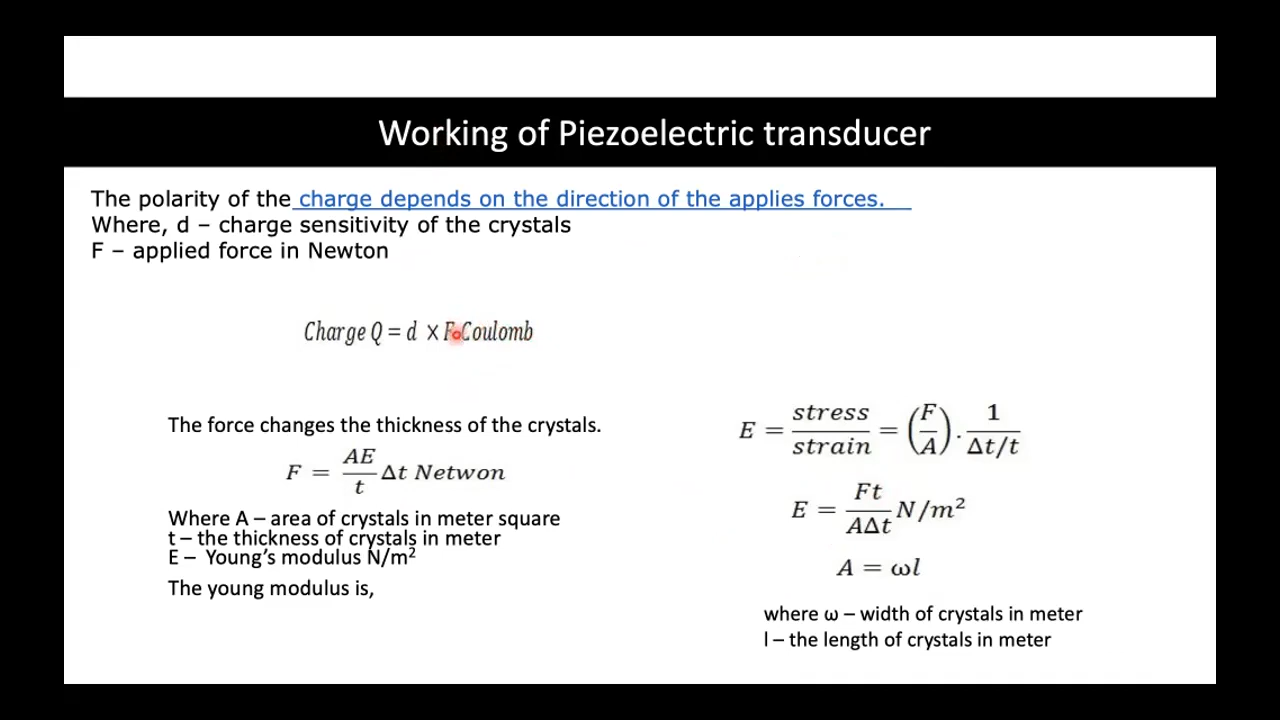 Working of Piezoelectric transducer
The polarity of the charge depends on the direction of the applies forces.
Where, d – charge sensitivity of the crystals
F – applied force in Newton
Charge Q = d × F Coulomb
The force changes the thickness of the crystals.
F = AE/t Δt Netwon
Where A – area of crystals in meter square
t – the thickness of crystals in meter
E – Young's modulus N/m²
The young modulus is,
E = stress/strain = (F/A) . 1/Δt/t
E = Ft/AΔt N/m²
A = ωl
where ω – width of crystals in meter
l – the length of crystals in meter